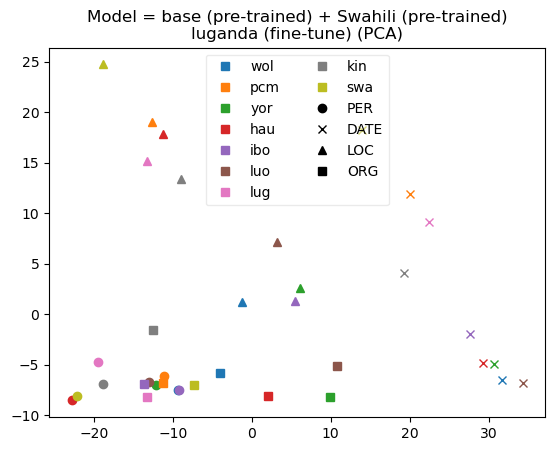 Model = base (pre-trained) + Swahili (pre-trained)
luganda (fine-tune) (PCA)
25
20
15
10
5
0
−5
−10
−20
−10
0
10
20
30
wol
pcm
yor
hau
ibo
luo
lug
kin
swa
PER
DATE
LOC
ORG